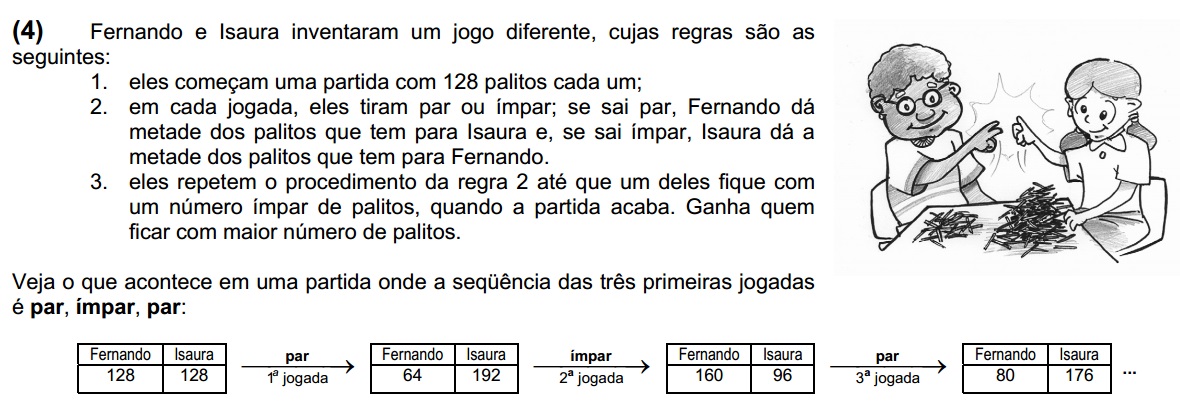 (4) Fernando e Isaura inventaram um jogo diferente, cujas regras são as
seguintes:
1. eles começam uma partida com 128 palitos cada um;
2. em cada jogada, eles tiram par ou ímpar; se sai par, Fernando dá
metade dos palitos que tem para Isaura e, se sai ímpar, Isaura dá a
metade dos palitos que tem para Fernando.
3. eles repetem o procedimento da regra 2 até que um deles fique com
um número ímpar de palitos, quando a partida acaba. Ganha quem
ficar com maior número de palitos.
Veja o que acontece em uma partida onde a seqüência das três primeiras jogadas
é par, ímpar, par:
Fernando Isaura par Fernando Isaura ímpar Fernando Isaura par Fernando Isaura
128 128 1ª jogada 64 192 2ª jogada 160 96 3ª jogada 80 176 ...